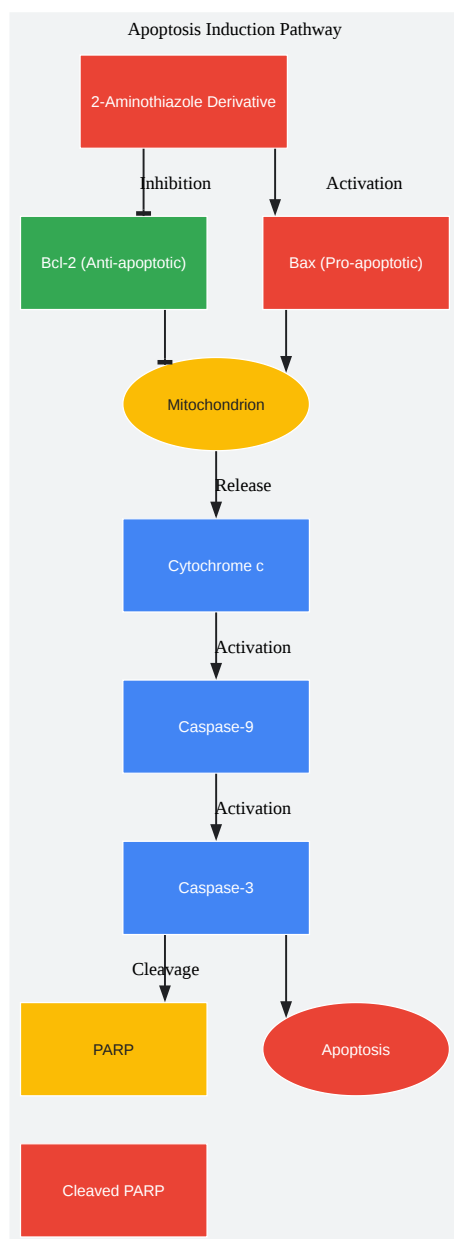 Apoptosis Induction Pathway
2-Aminothiazole Derivative
Inhibition
Activation
Bcl-2 (Anti-apoptotic)
Bax (Pro-apoptotic)
Mitochondrion
Release
Cytochrome c
Activation
Caspase-9
Activation
Caspase-3
Cleavage
PARP
Apoptosis
Cleaved PARP